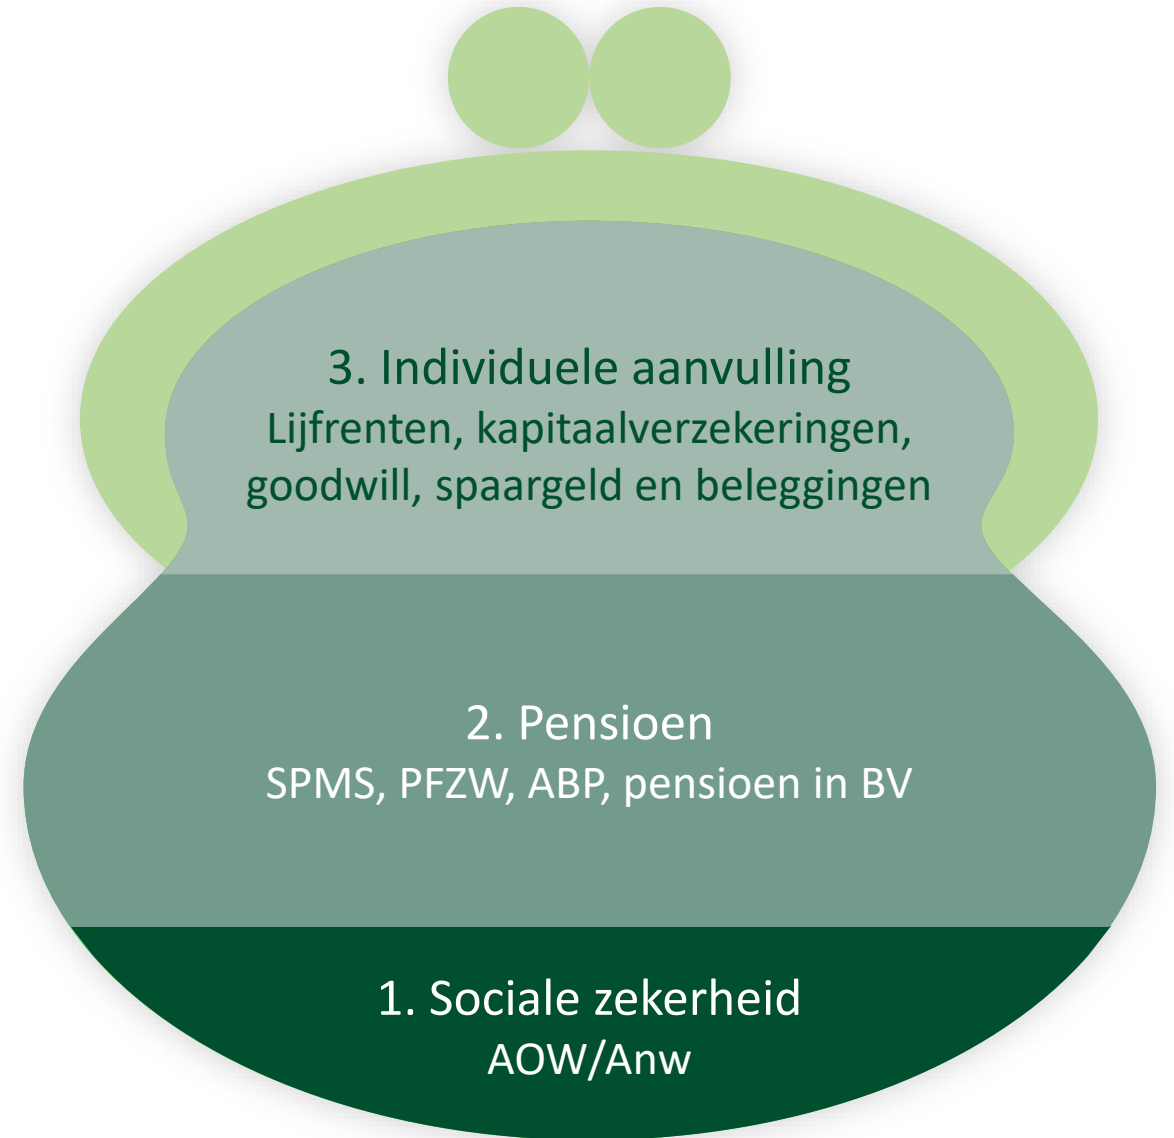 3. Individuele aanvulling
Lijfrenten, kapitaalverzekeringen,
goodwill, spaargeld en beleggingen
2. Pensioen
SPMS, PFZW, ABP, pensioen in BV
1. Sociale zekerheid
AOW/Anw